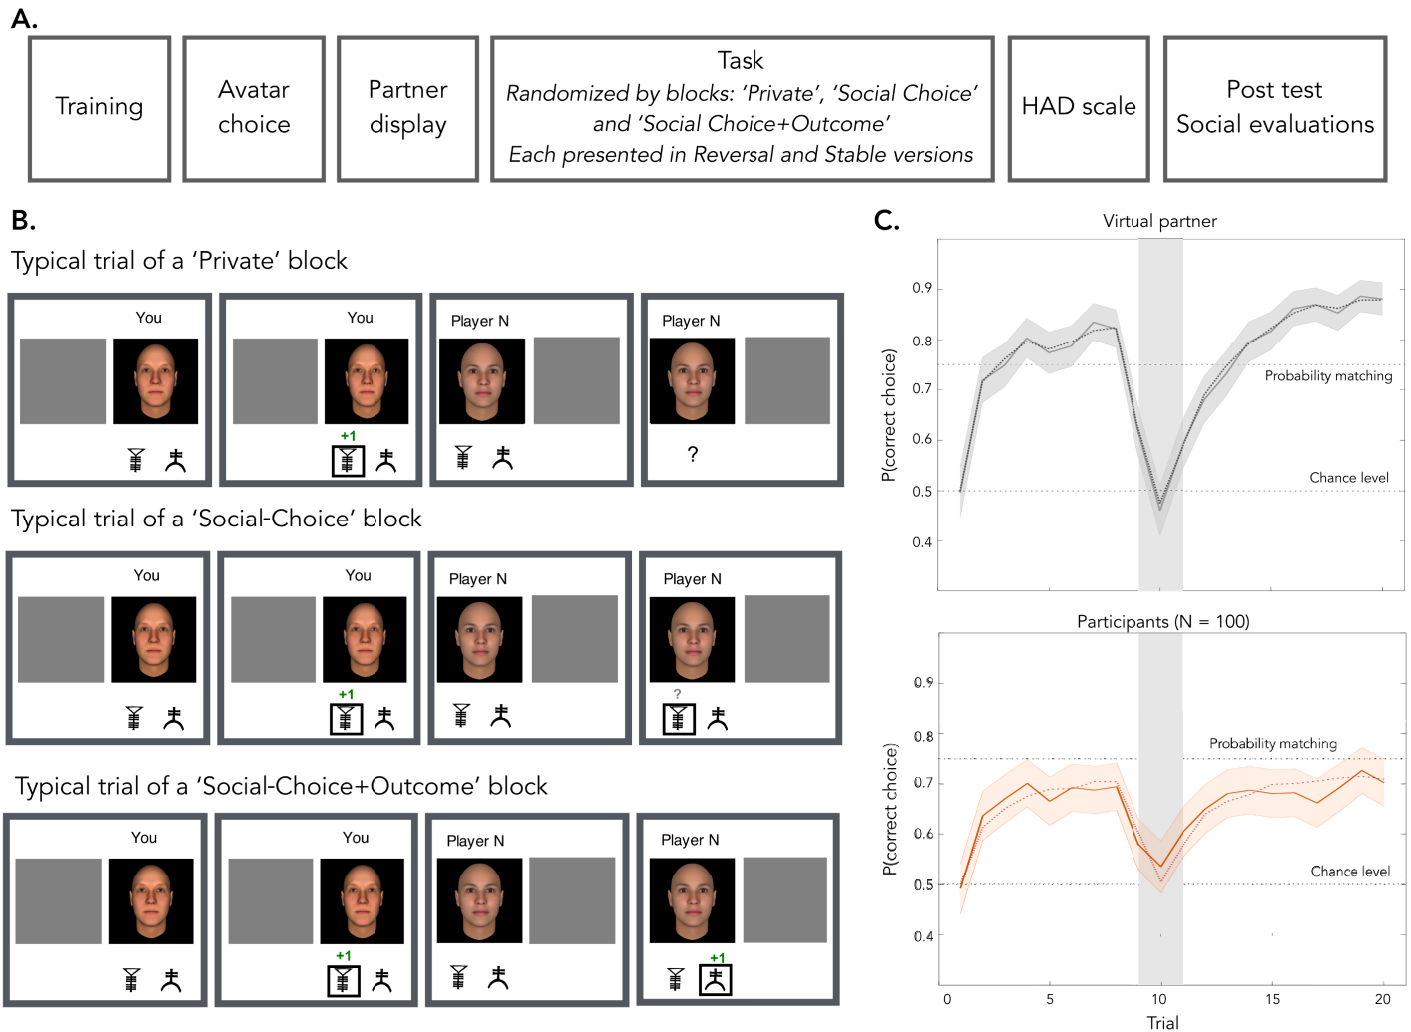 A.
Training
Avatar
choice
Partner
display
Task
Randomized by blocks: 'Private', 'Social Choice'
and 'Social Choice+Outcome'
Each presented in Reversal and Stable versions
HAD scale
Post test
Social evaluations
B.
Typical trial of a 'Private' block
You
You
+1
Player N
Player N
?
Typical trial of a 'Social-Choice' block
You
You
+1
Player N
Player N
?
Typical trial of a 'Social-Choice+Outcome' block
You
You
+1
Player N
Player N
+1
C.
Virtual partner
P(correct choice)
0.9
0.8
0.7
0.6
0.5
0.4
Probability matching
Chance level
Participants (N = 100)
P(correct choice)
0.9
0.8
0.7
0.6
0.5
0.4
Probability matching
Chance level
0
5
10
15
20
Trial